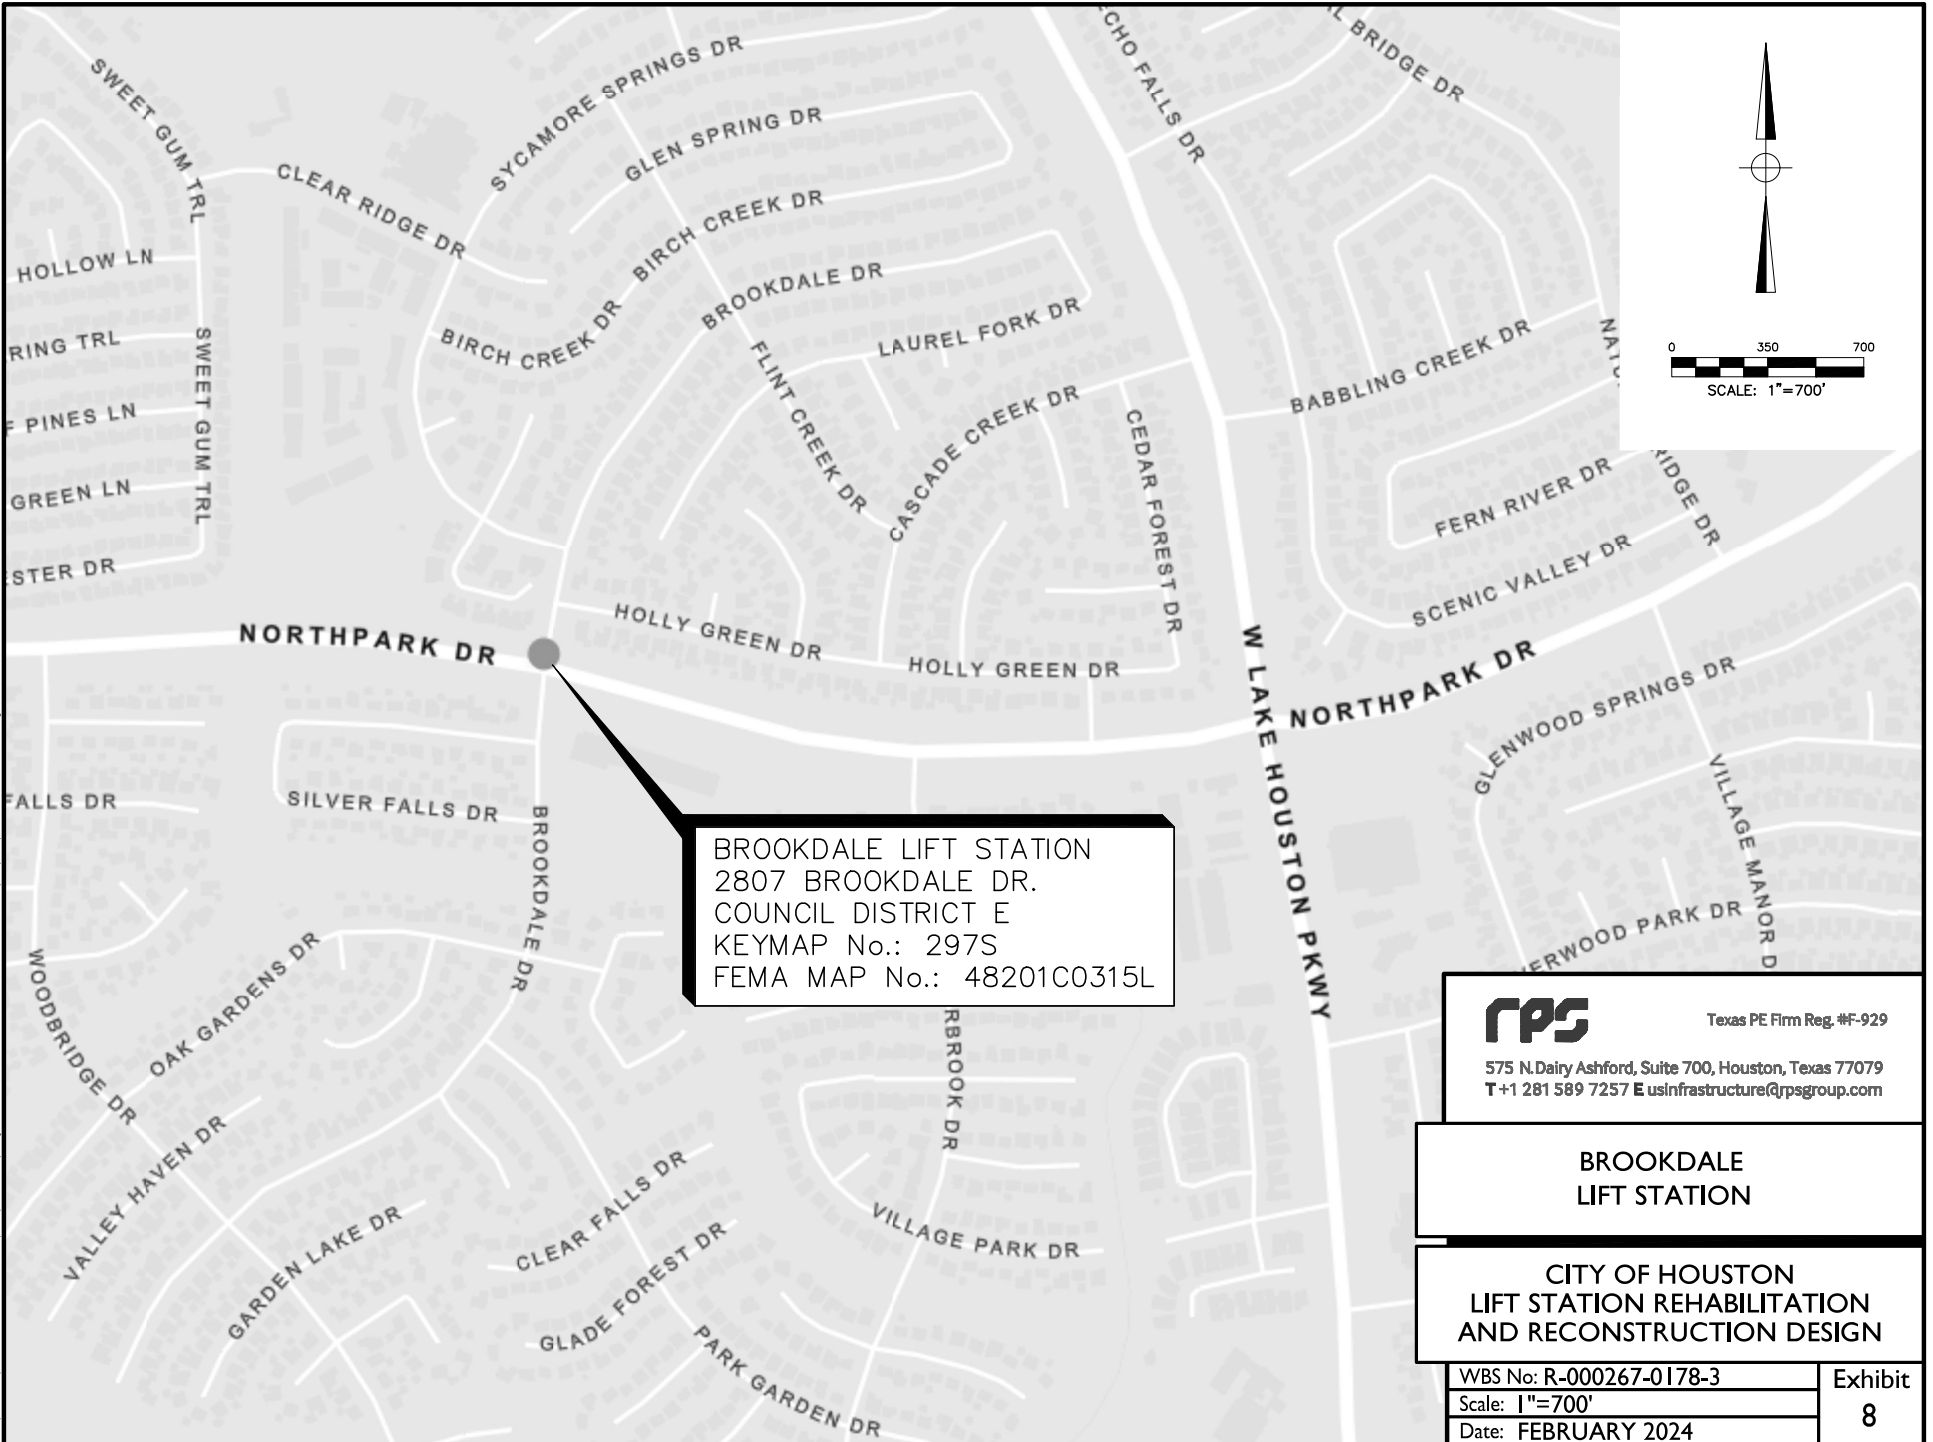 SWEET GUM TRL
CLEAR RIDGE DR
SYCAMORE SPRINGS DR
GLEN SPRING DR
BIRCH CREEK DR
BIRCH CREEK DR
BROOKDALE DR
LAUREL FORK DR
FLINT CREEK DR
CASCADE CREEK DR
CEDAR FOREST DR
CHO FALLS DR
L BRIDGE DR
HOLLOW LN
RING TRL
SWEET GUM TRL
PINES LN
GREEN LN
STER DR
BABBLING CREEK DR
NATU
RIDGE DR
FERN RIVER DR
SCENIC VALLEY DR
0 350 700
SCALE: 1"=700'
NORTHPARK DR
HOLLY GREEN DR
HOLLY GREEN DR
W LAKE HOUSTON PKWY
NORTHPARK DR
GLENWOOD SPRINGS DR
VILLAGE MANOR D
ERWOOD PARK DR
FALLS DR
SILVER FALLS DR
BROOKDALE DR
BROOKDALE LIFT STATION
2807 BROOKDALE DR.
COUNCIL DISTRICT E
KEYMAP No.: 297S
FEMA MAP No.: 48201C0315L
WOODBRIDGE DR
OAK GARDENS DR
VALLEY HAVEN DR
GARDEN LAKE DR
CLEAR FALLS DR
GLADE FOREST DR
PARK GARDEN DR
RBROOK DR
VILLAGE PARK DR
rps
Texas PE Firm Reg. #F-929
575 N.Dairy Ashford, Suite 700, Houston, Texas 77079
T +1 281 589 7257 E usinfrastructure@rpsgroup.com
BROOKDALE
LIFT STATION
CITY OF HOUSTON
LIFT STATION REHABILITATION
AND RECONSTRUCTION DESIGN
WBS No: R-000267-0178-3
Scale: 1"=700'
Date: FEBRUARY 2024
Exhibit
8